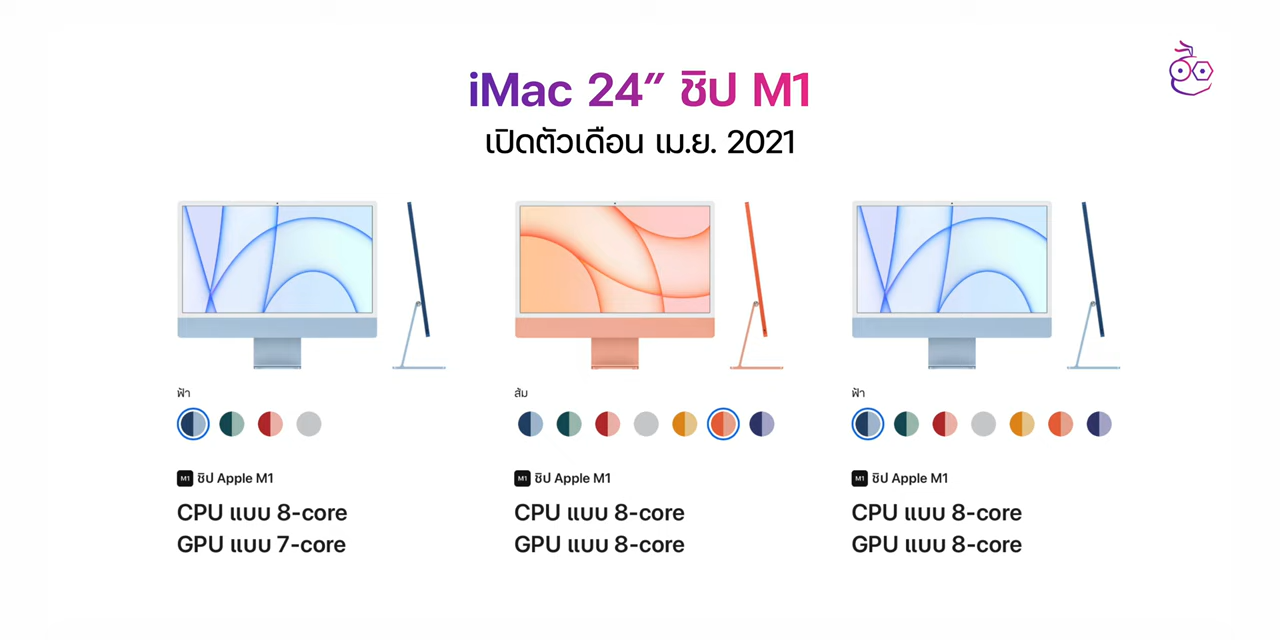 iMac 24” ชิป M1
เปิดตัวเดือน เม.ย. 2021
ฟ้า
M1 ชิป Apple M1
CPU แบบ 8-core
GPU แบบ 7-core
ส้ม
M1 ชิป Apple M1
CPU แบบ 8-core
GPU แบบ 8-core
ฟ้า
M1 ชิป Apple M1
CPU แบบ 8-core
GPU แบบ 8-core